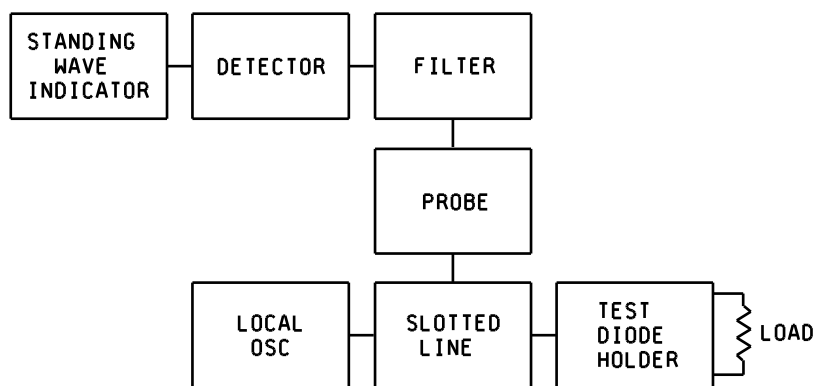 STANDING
WAVE
INDICATOR
DETECTOR
FILTER
PROBE
LOCAL
OSC
SLOTTED
LINE
TEST
DIODE
HOLDER
LOAD